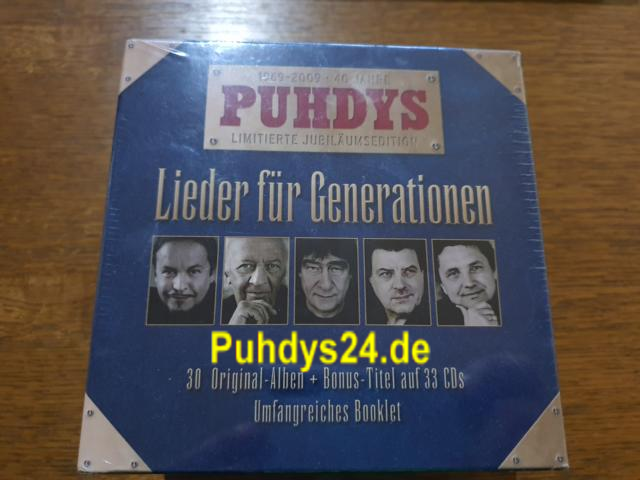 1969-2009 · 40 JAHRE
PUHDYS
LIMITIERTE JUBILÄUMSEDITION
Lieder für Generationen
Puhdys24.de
30 Original-Alben + Bonus-Titel auf 33 CDs
Umfangreiches Booklet